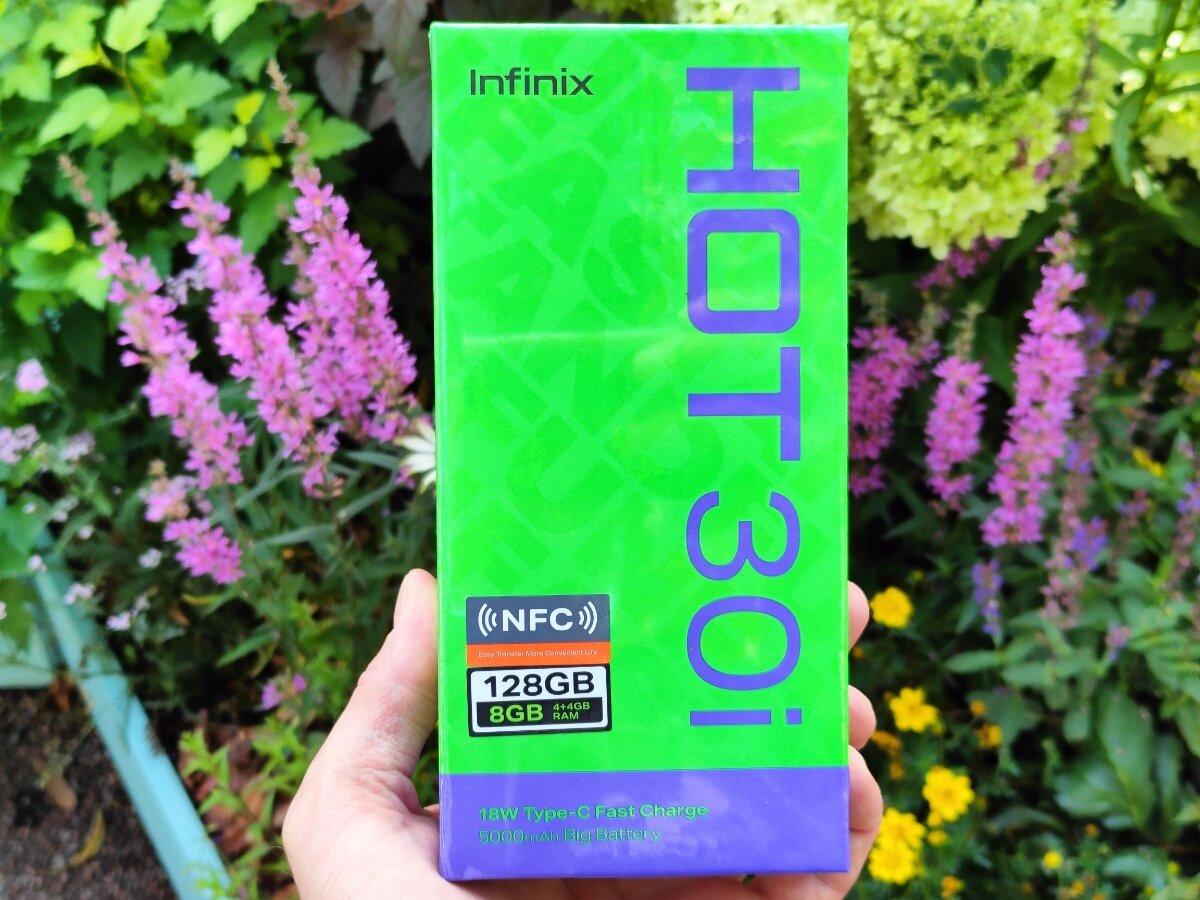 Infinix
HOT 30i
NFC
Easy Transfer More Convenient Life
128GB
8GB 4+4GB
RAM
18W Type-C Fast Charge
5000mAh Big Battery